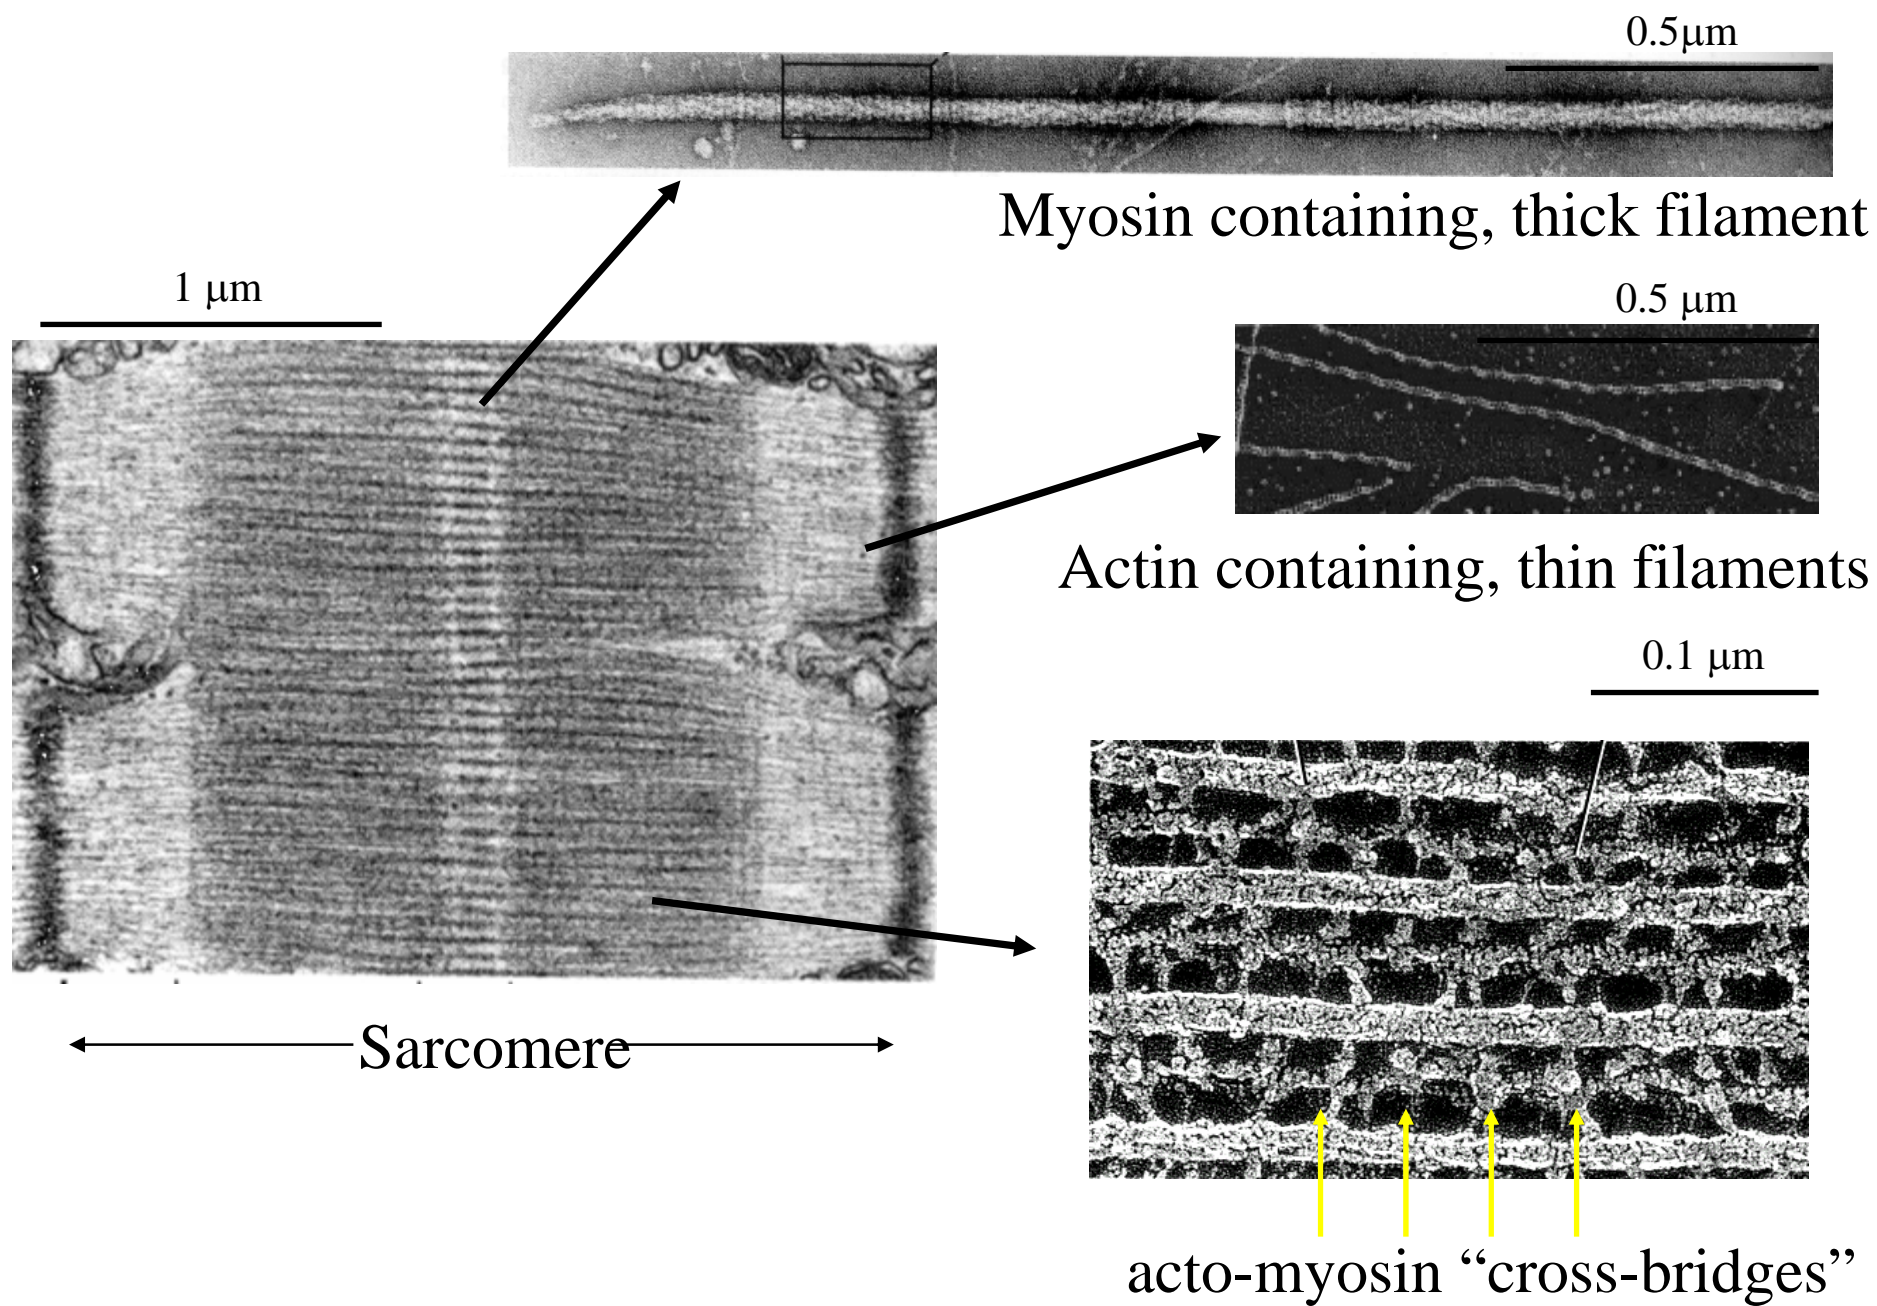 0.5μm
Myosin containing, thick filament
1 μm
0.5 μm
Actin containing, thin filaments
0.1 μm
Sarcomere
acto-myosin “cross-bridges”